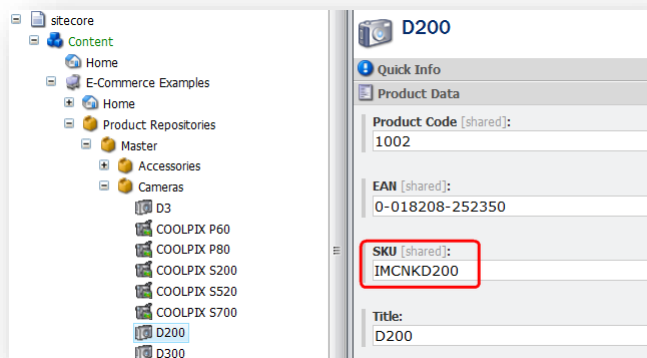 sitecore
Content
Home
E-Commerce Examples
Home
Product Repositories
Master
Accessories
Cameras
D3
COOLPIX P60
COOLPIX P80
COOLPIX S200
COOLPIX S520
COOLPIX S700
D200
D300
D200
Quick Info
Product Data
Product Code [shared]:
1002
EAN [shared]:
0-018208-252350
SKU [shared]:
IMCNKD200
Title:
D200